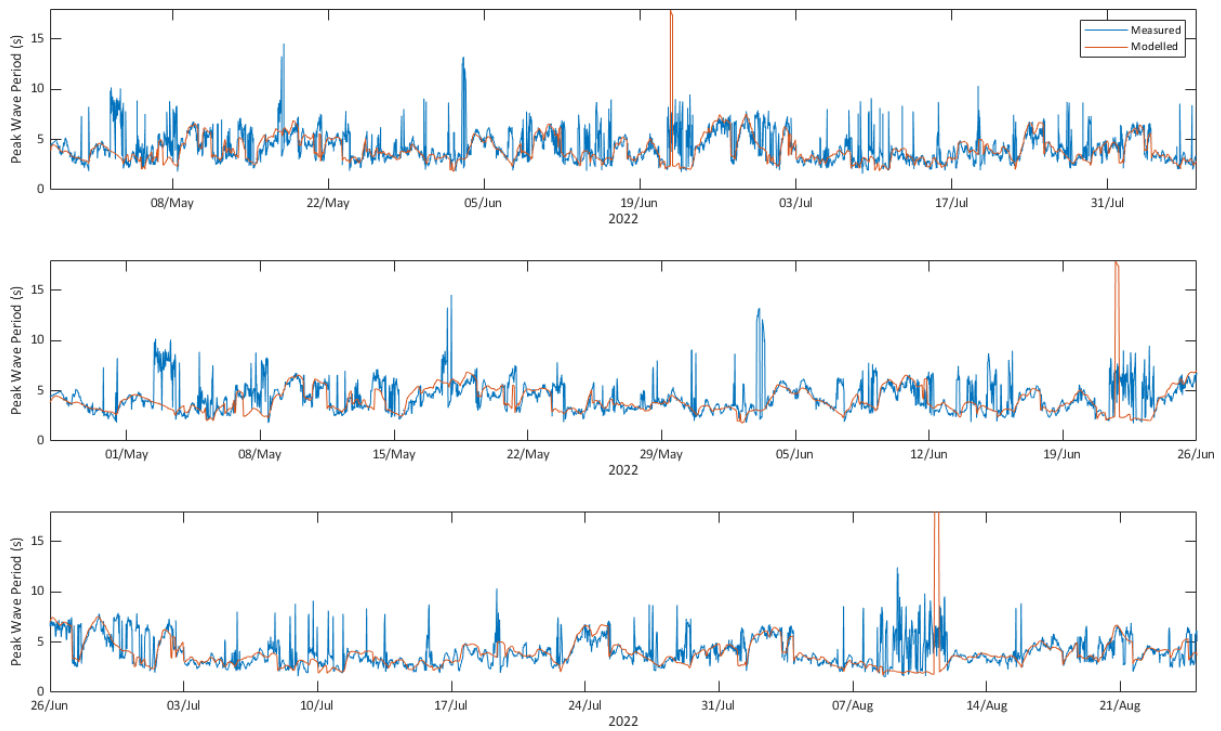 Peak Wave Period (s)
15
10
5
0
Measured
Modelled
08/May 22/May 05/Jun 19/Jun 03/Jul 17/Jul 31/Jul
2022
Peak Wave Period (s)
15
10
5
0
01/May 08/May 15/May 22/May 29/May 05/Jun 12/Jun 19/Jun 26/Jun
2022
Peak Wave Period (s)
15
10
5
0
26/Jun 03/Jul 10/Jul 17/Jul 24/Jul 31/Jul 07/Aug 14/Aug 21/Aug
2022